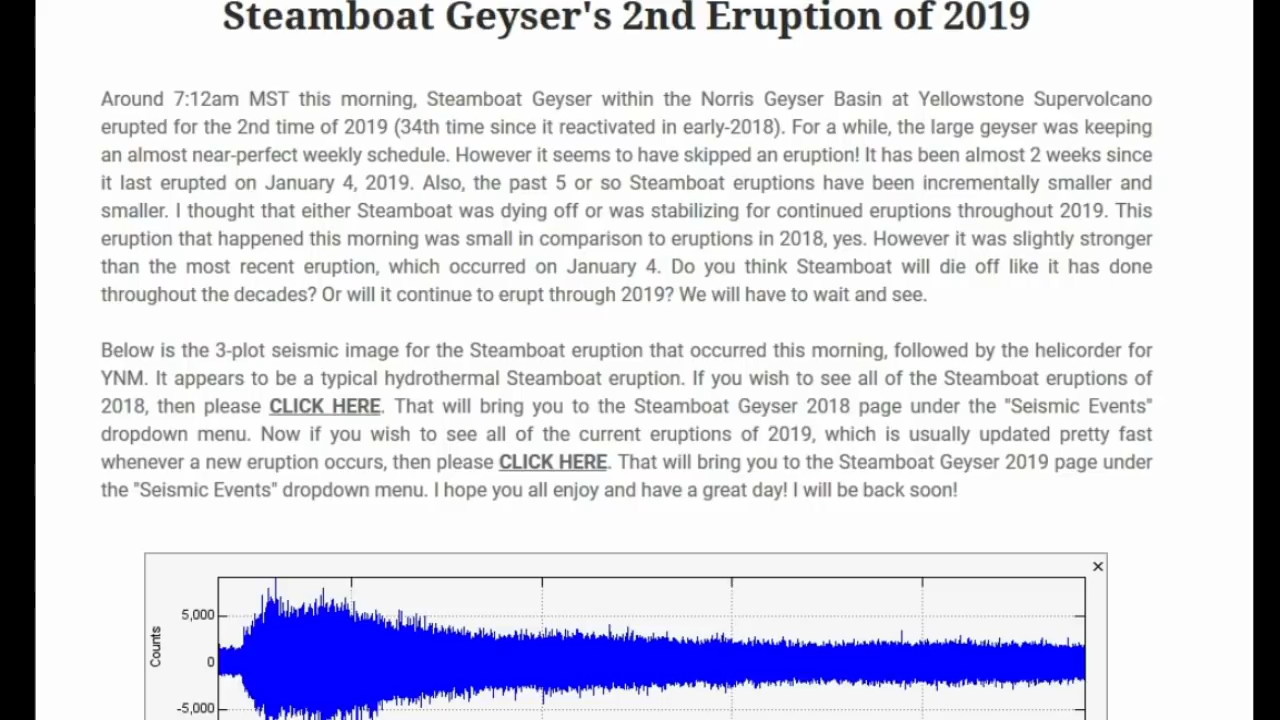 Steamboat Geyser's 2nd Eruption of 2019
Around 7:12am MST this morning, Steamboat Geyser within the Norris Geyser Basin at Yellowstone Supervolcano
erupted for the 2nd time of 2019 (34th time since it reactivated in early-2018). For a while, the large geyser was keeping
an almost near-perfect weekly schedule. However it seems to have skipped an eruption! It has been almost 2 weeks since
it last erupted on January 4, 2019. Also, the past 5 or so Steamboat eruptions have been incrementally smaller and
smaller. I thought that either Steamboat was dying off or was stabilizing for continued eruptions throughout 2019. This
eruption that happened this morning was small in comparison to eruptions in 2018, yes. However it was slightly stronger
than the most recent eruption, which occurred on January 4. Do you think Steamboat will die off like it has done
throughout the decades? Or will it continue to erupt through 2019? We will have to wait and see.
Below is the 3-plot seismic image for the Steamboat eruption that occurred this morning, followed by the helicorder for
YNM. It appears to be a typical hydrothermal Steamboat eruption. If you wish to see all of the Steamboat eruptions of
2018, then please CLICK HERE. That will bring you to the Steamboat Geyser 2018 page under the "Seismic Events"
dropdown menu. Now if you wish to see all of the current eruptions of 2019, which is usually updated pretty fast
whenever a new eruption occurs, then please CLICK HERE. That will bring you to the Steamboat Geyser 2019 page under
the "Seismic Events" dropdown menu. I hope you all enjoy and have a great day! I will be back soon!
5,000
Counts
0
-5,000